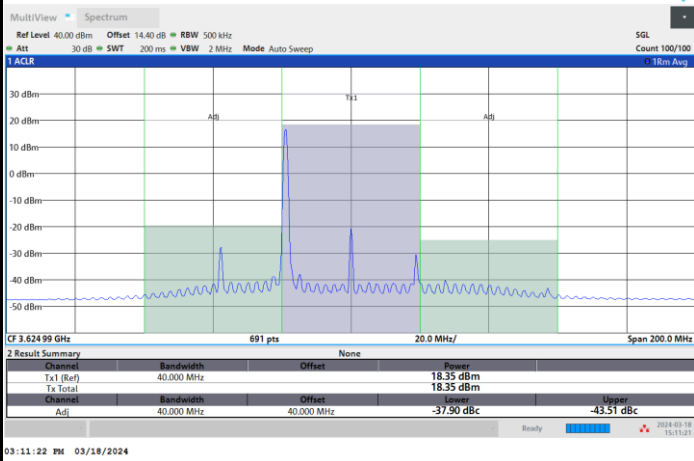 MultiView Spectrum
Ref Level 40.00 dBm Offset 14.40 dB RBW 500 kHz SGL
Att 30 dB SWT 200 ms VBW 2 MHz Mode Auto Sweep Count 100/100
1 ACLR 1Rm Avg
30 dBm
Tx1
20 dBm
Adj Adj
10 dBm
0 dBm
-10 dBm
-20 dBm
-30 dBm
-40 dBm
-50 dBm
CF 3.624 99 GHz 691 pts 20.0 MHz/ Span 200.0 MHz
2 Result Summary None
Channel Bandwidth Offset Power
Tx1 (Ref) 40.000 MHz 18.35 dBm
Tx Total 18.35 dBm
Channel Bandwidth Offset Lower Upper
Adj 40.000 MHz 40.000 MHz -37.90 dBc -43.51 dBc
Ready 2024-03-18
15:11:21
03:11:22 PM 03/18/2024